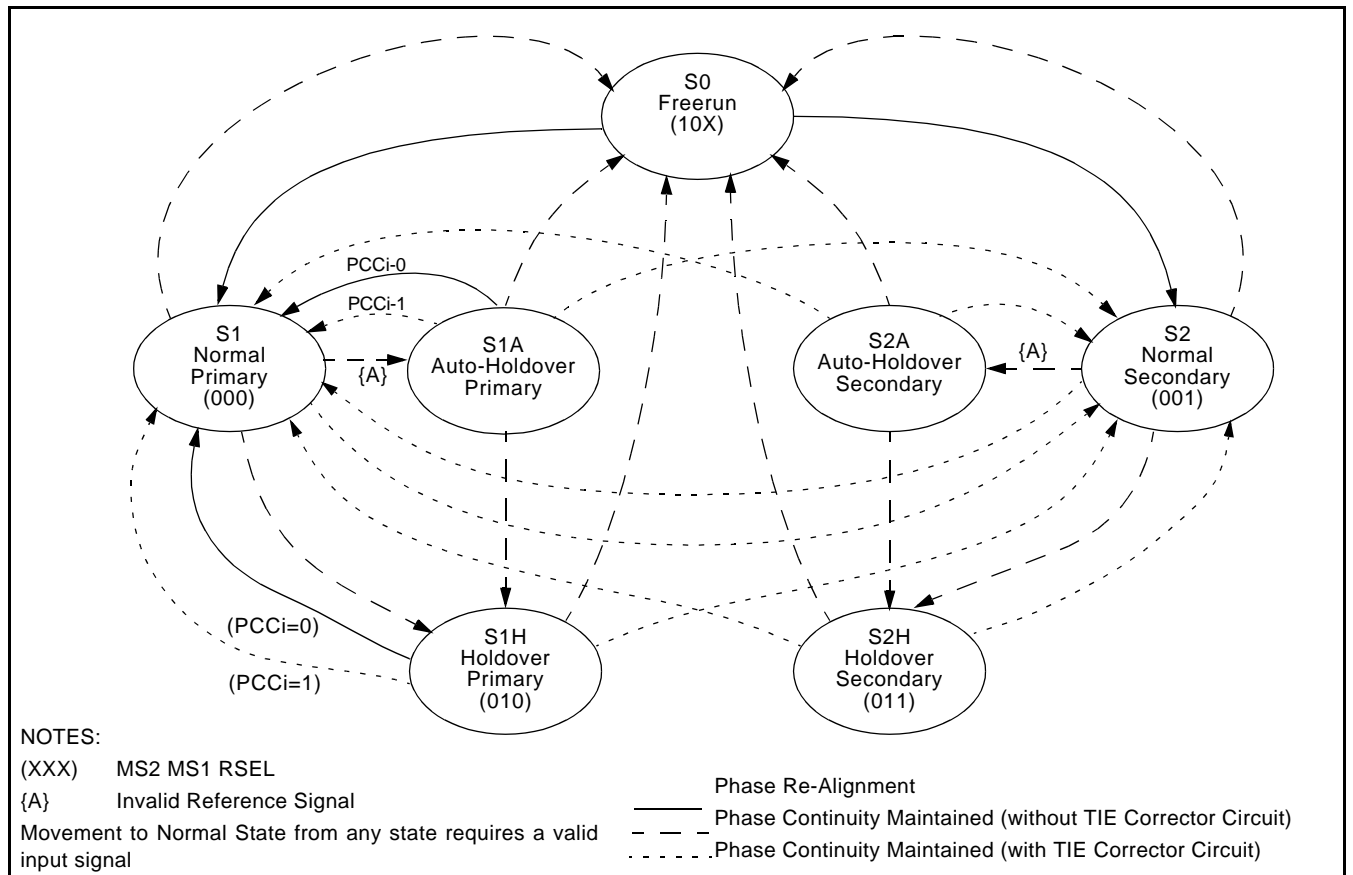 S0
Freerun
(10X)
PCCi-0
PCCi-1
S1
Normal
Primary
(000)
{A}
S1A
Auto-Holdover
Primary
S2A
Auto-Holdover
Secondary
{A}
S2
Normal
Secondary
(001)
(PCCi=0)
(PCCi=1)
S1H
Holdover
Primary
(010)
S2H
Holdover
Secondary
(011)
NOTES:
(XXX) MS2 MS1 RSEL
{A} Invalid Reference Signal
Movement to Normal State from any state requires a valid
input signal
Phase Re-Alignment
Phase Continuity Maintained (without TIE Corrector Circuit)
Phase Continuity Maintained (with TIE Corrector Circuit)